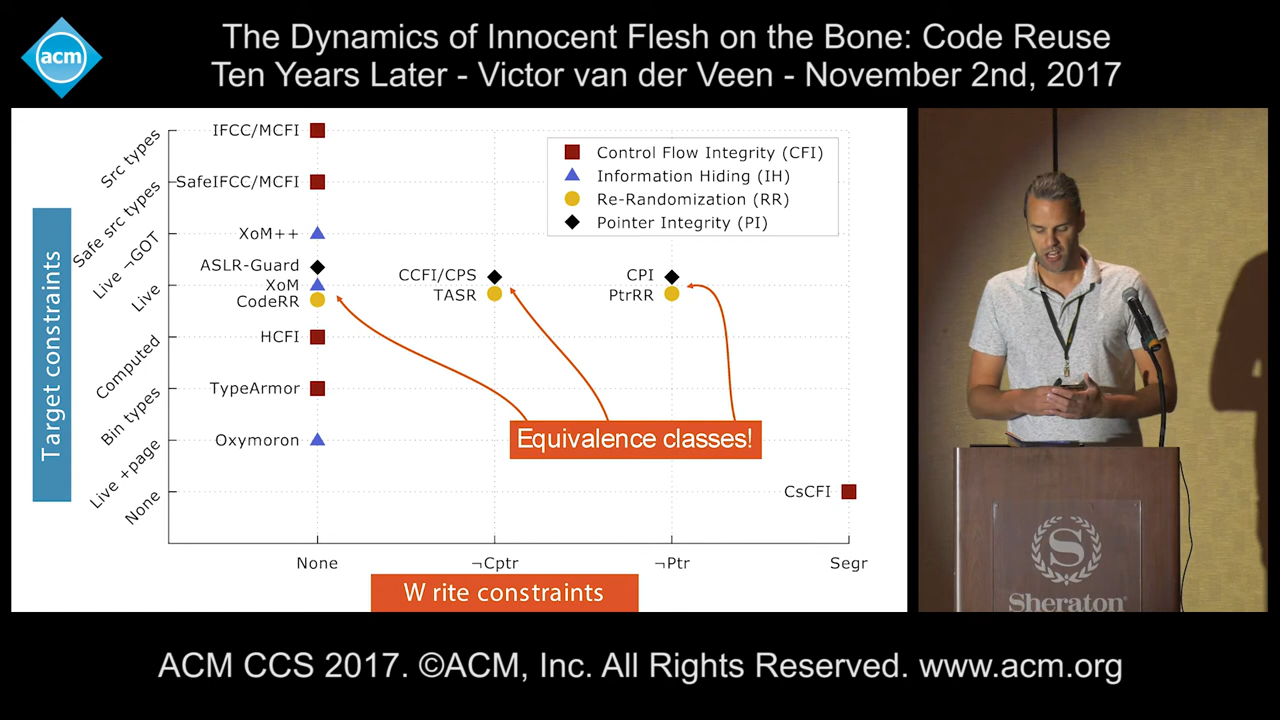 acm
The Dynamics of Innocent Flesh on the Bone: Code Reuse
Ten Years Later - Victor van der Veen - November 2nd, 2017
Target constraints
Src types
Safe src types
Live ¬GOT
Live
Computed
Bin types
Live +page
None
IFCC/MCFI
SafeIFCC/MCFI
XoM++
ASLR-Guard
XoM
CodeRR
HCFI
TypeArmor
Oxymoron
CCFI/CPS
TASR
CPI
PtrRR
CsCFI
Control Flow Integrity (CFI)
Information Hiding (IH)
Re-Randomization (RR)
Pointer Integrity (PI)
Equivalence classes!
None ¬Cptr ¬Ptr Segr
W rite constraints
S
Sheraton
ACM CCS 2017. ©ACM, Inc. All Rights Reserved. www.acm.org